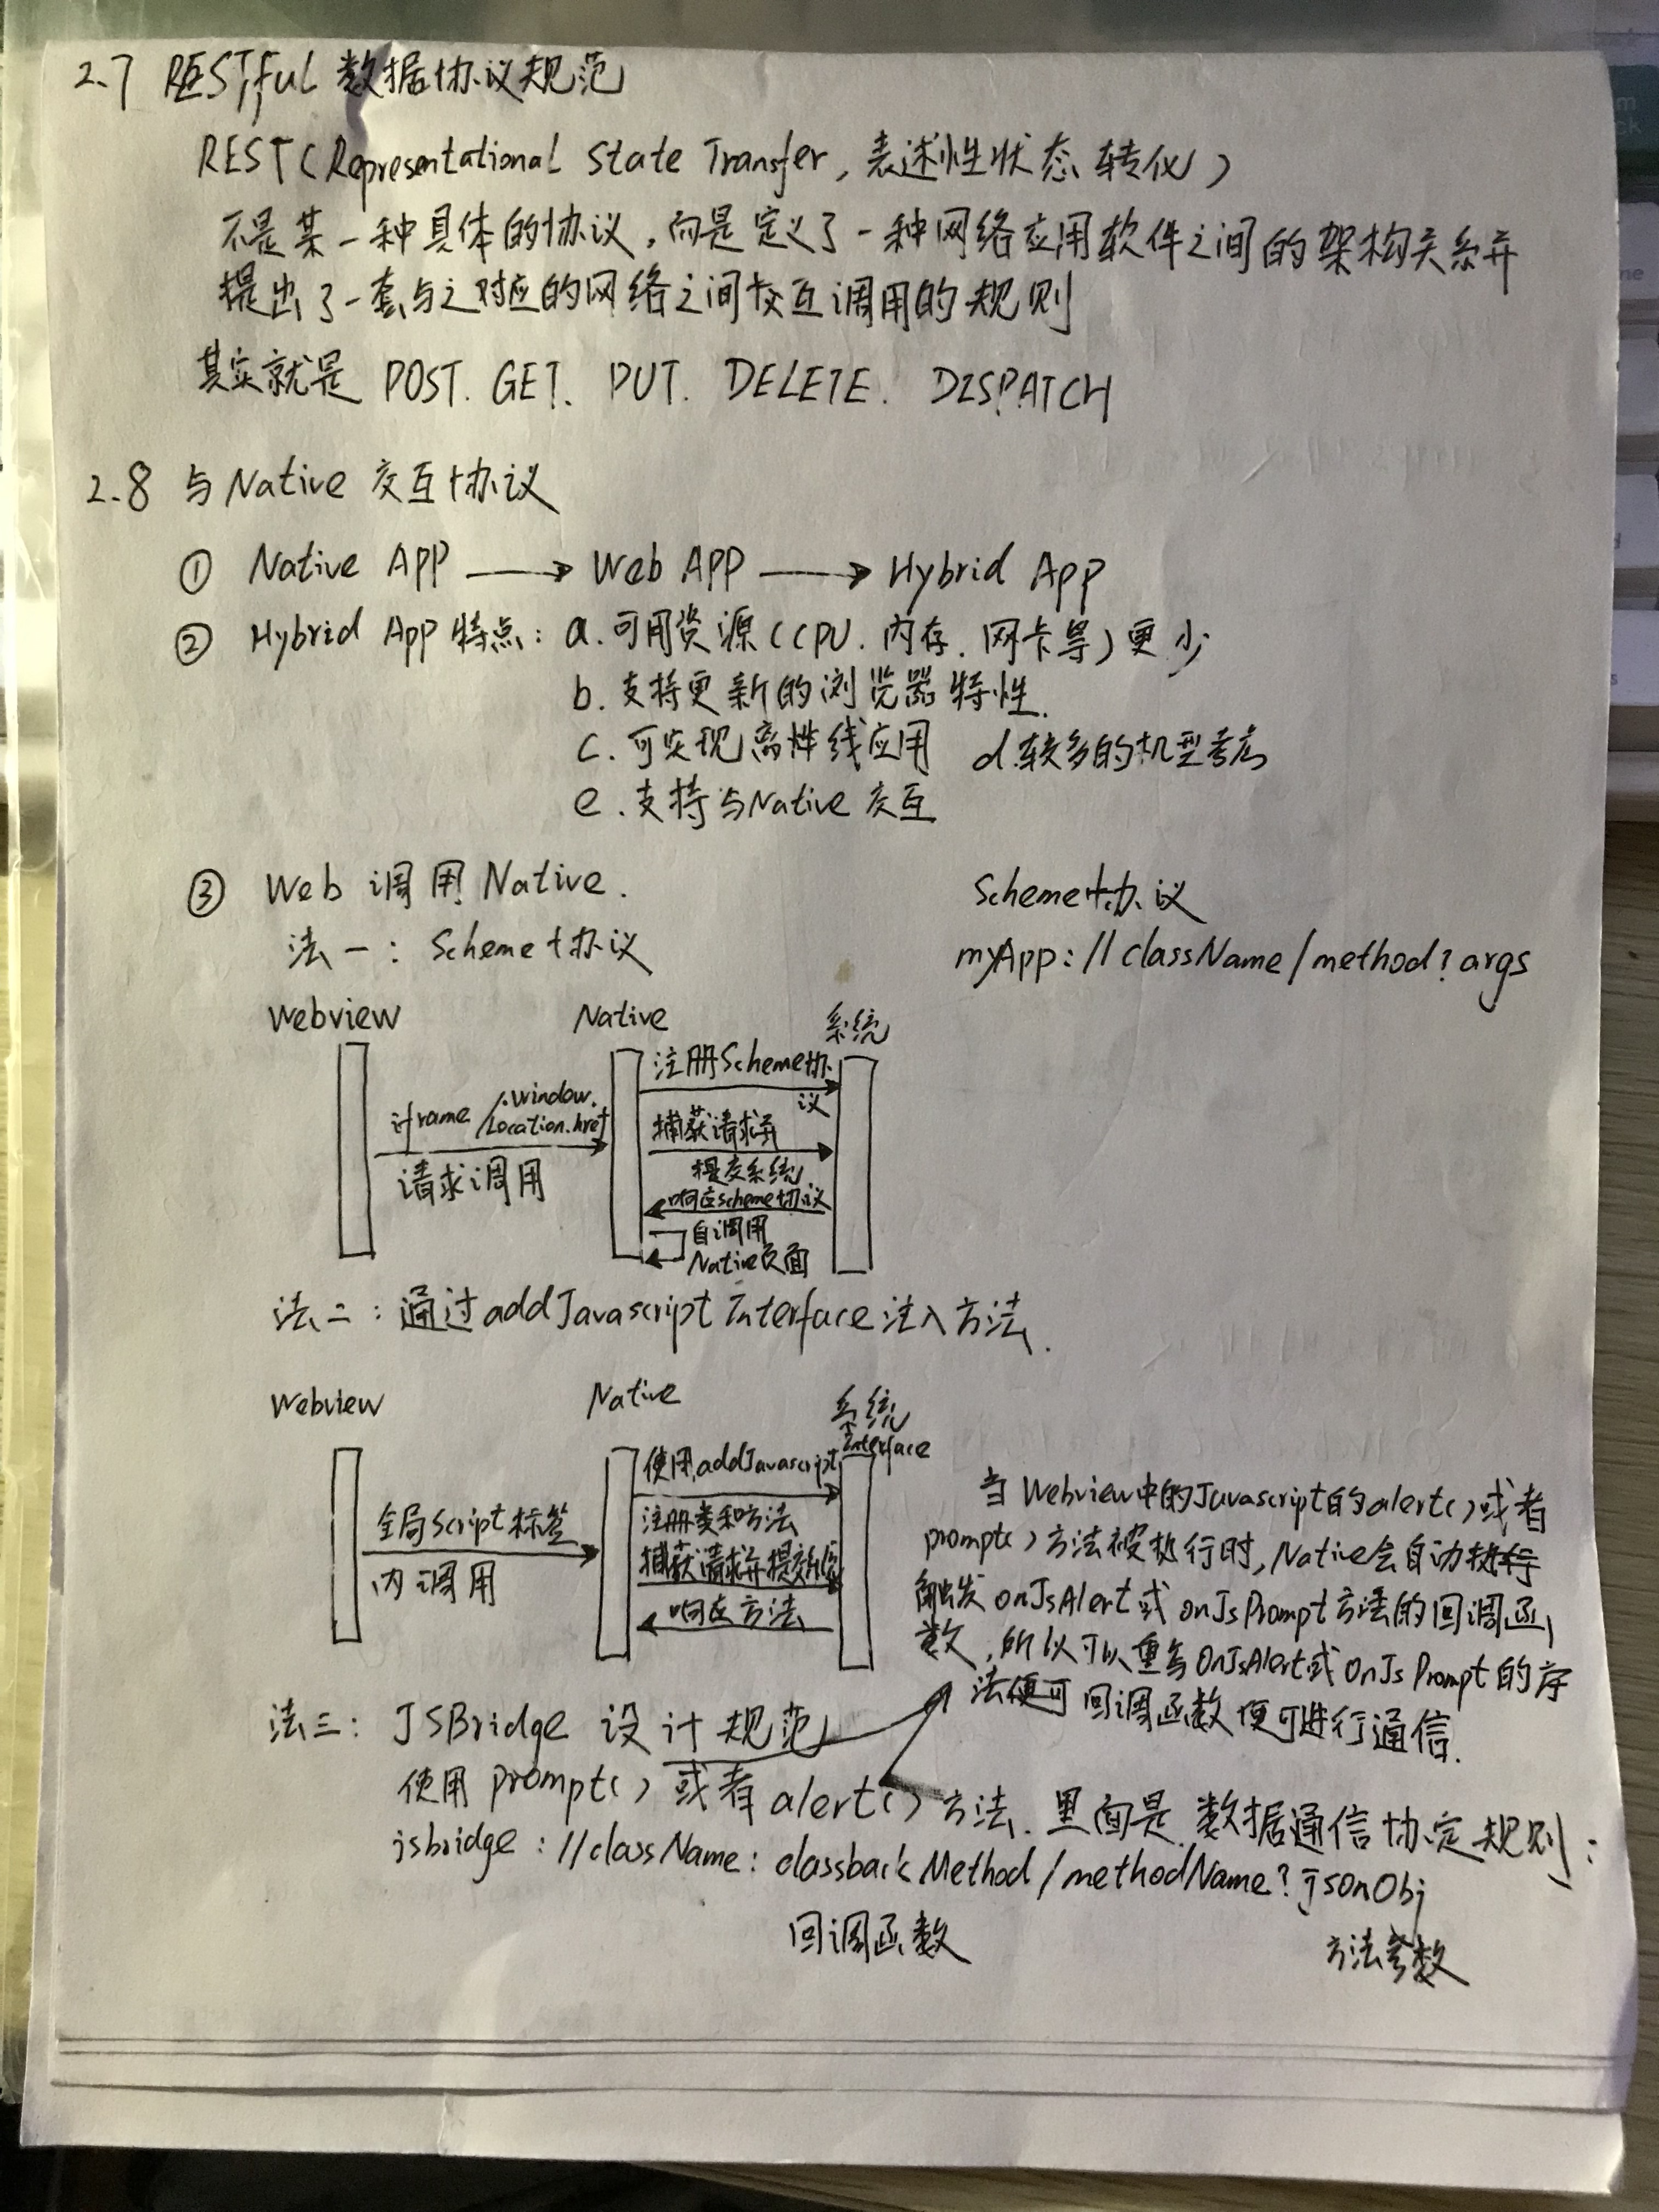 2.7 RESTful 数据协议规范
REST(Representational State Transfer,表述性状态转化)
不是某一种具体的协议,而是定义了一种网络应用软件之间的架构关系并
提出了一套与之对应的网络之间交互调用的规则
其实就是 POST. GET. PUT. DELETE. DISPATCH
2.8 与Native 交互协议
① Native APP → Web APP → Hybrid App
② Hybrid App 特点: a.可用资源(CPU.内存.网卡等)更少
b.支持更新的浏览器特性.
c.可实现离线应用 d.较多的机型考虑
e.支持与Native交互
③ Web 调用 Native.
法一: Scheme协议
Scheme协议
myApp://className/method?args
Webview Native 系统
注册Scheme协议
iframe/window.
location.href
请求调用
捕获请求并
提交系统
响应scheme协议
自调用
Native页面
法二:通过addJavascriptInterface注入方法.
Webview Native 系统
使用addJavascript
Interface
注册类和方法
全局Script标签
内调用
捕获请求并提交系统
响应方法
当Webview中的Javascript的alert()或者
prompt()方法被执行时,Native会自动
触发onJsAlert或onJsPrompt方法的回调函
数,所以可以重写OnJsAlert或OnJsPrompt的
回调函数便可进行通信.
法三: JSBridge 设计规范
使用prompt()或者alert()方法.里面是数据通信协定规则:
jsbridge://className:classbackMethod/methodName?jsonObj
回调函数 方法参数